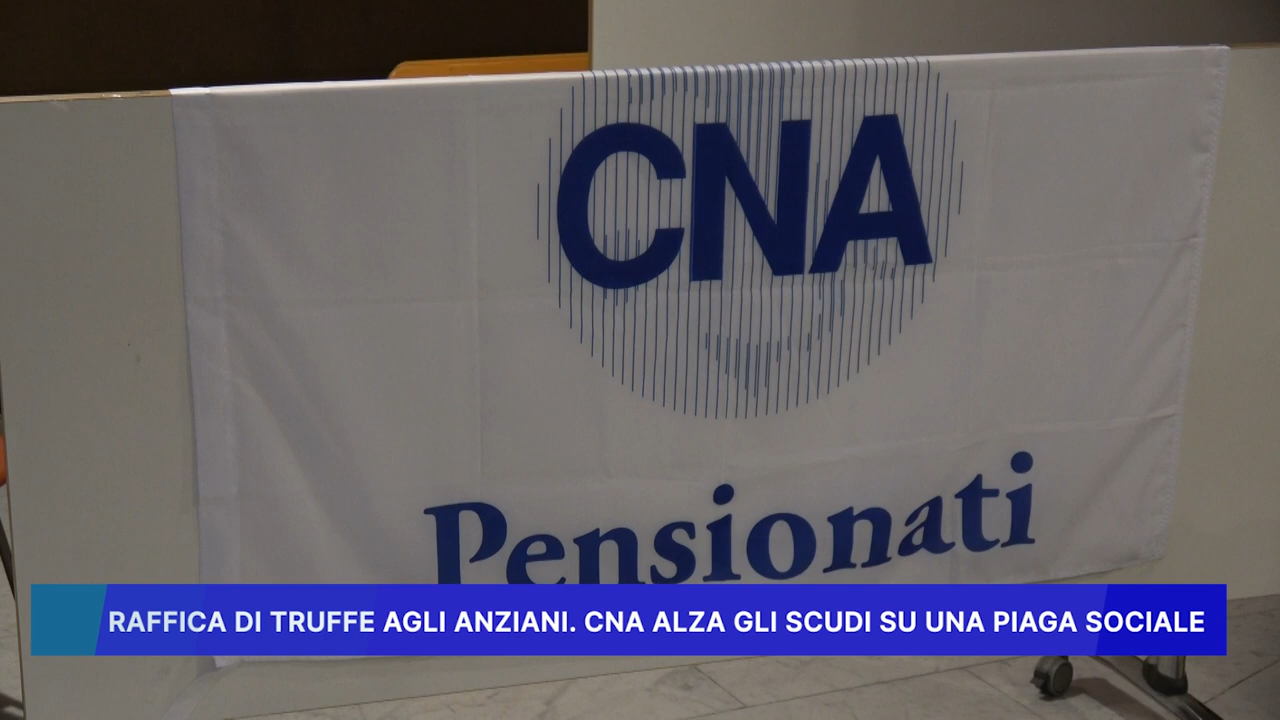 CNA
Pensionati
RAFFICA DI TRUFFE AGLI ANZIANI. CNA ALZA GLI SCUDI SU UNA PIAGA SOCIALE